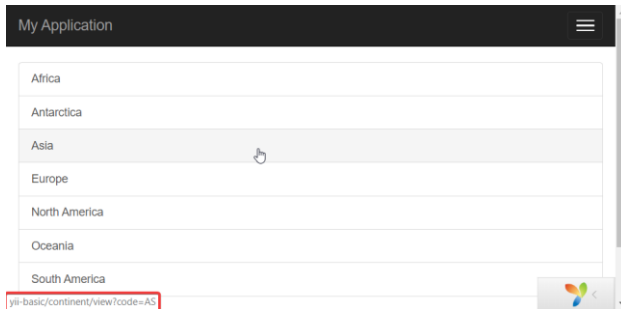 My Application
Africa
Antarctica
Asia
Europe
North America
Oceania
South America
yii-basic/continent/view?code=AS